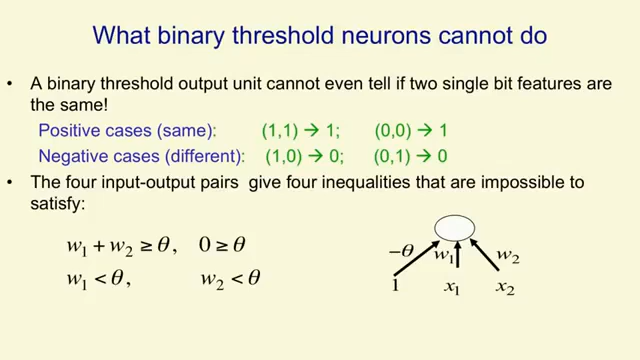 What binary threshold neurons cannot do
• A binary threshold output unit cannot even tell if two single bit features are
the same!
Positive cases (same): (1,1) → 1; (0,0) → 1
Negative cases (different): (1,0) → 0; (0,1) → 0
• The four input-output pairs give four inequalities that are impossible to
satisfy:
w₁ + w₂ ≥ θ, 0 ≥ θ
w₁ < θ, w₂ < θ
−θ w₁ w₂
1 x₁ x₂